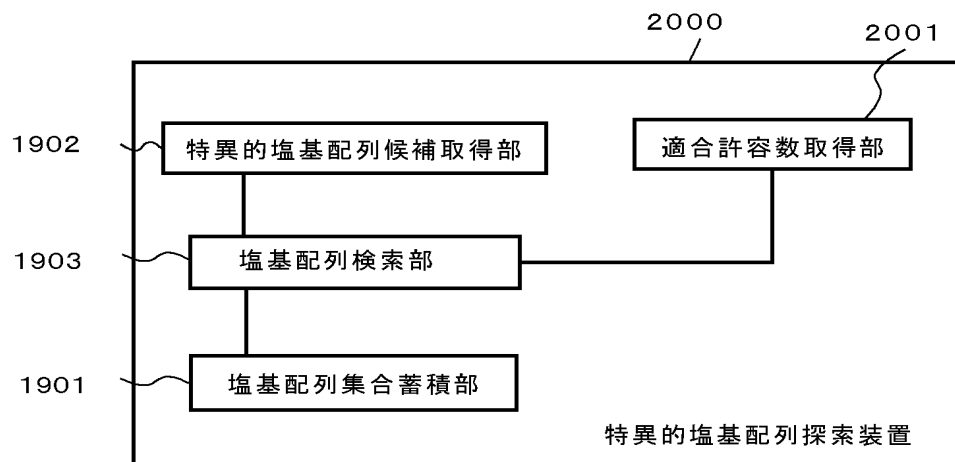 ２０００
２００１
１９０２
特異的塩基配列候補取得部
適合許容数取得部
１９０３
塩基配列検索部
１９０１
塩基配列集合蓄積部
特異的塩基配列探索装置